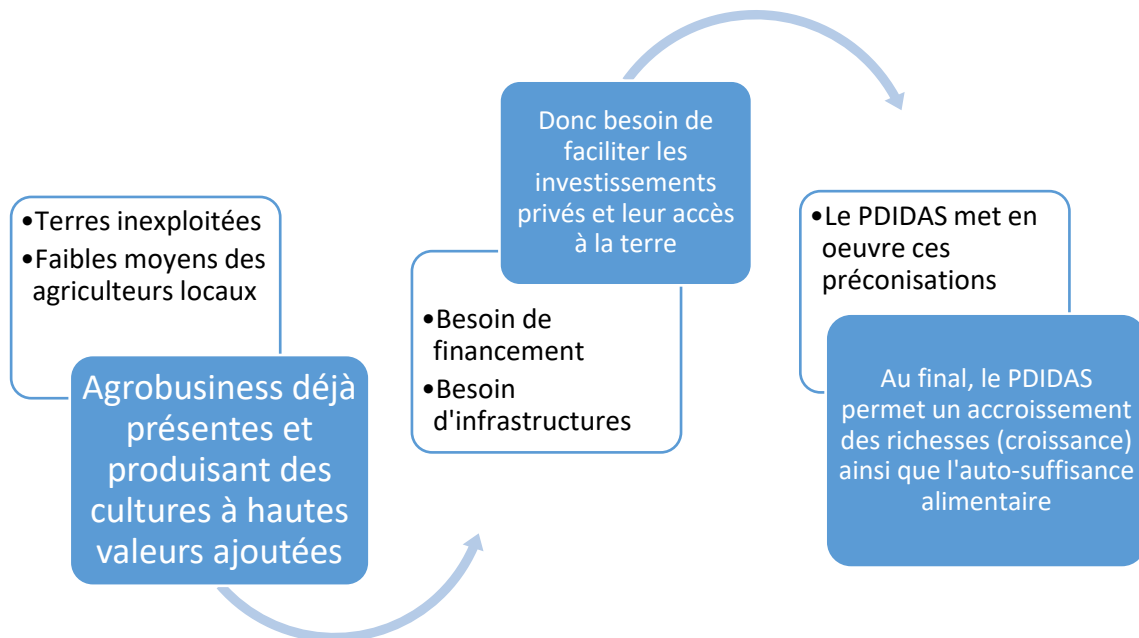 •Terres inexploitées
•Faibles moyens des
agriculteurs locaux
Agrobusiness déjà
présentes et
produisant des
cultures à hautes
valeurs ajoutées
Donc besoin de
faciliter les
investissements
privés et leur accès
à la terre
•Besoin de
financement
•Besoin
d'infrastructures
•Le PDIDAS met en
oeuvre ces
préconisations
Au final, le PDIDAS
permet un accroissement
des richesses (croissance)
ainsi que l'auto-suffisance
alimentaire